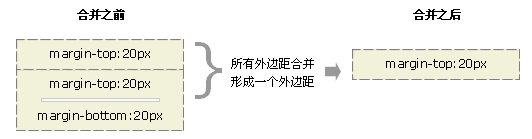 合并之前
合并之后
margin-top:20px
margin-top:20px
margin-bottom:20px
所有外边距合并
形成一个外边距
margin-top:20px